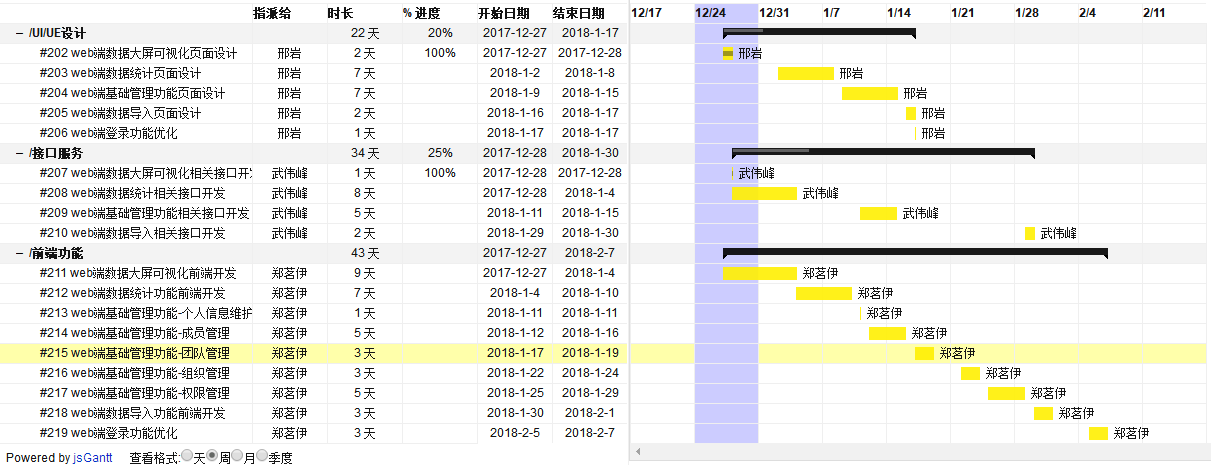 指派给 时长 % 进度 开始日期 结束日期 12/17 12/24 12/31 1/7 1/14 1/21 1/28 2/4 2/11
– /UI/UE设计 22 天 20% 2017-12-27 2018-1-17
#202 web端数据大屏可视化页面设计 邢岩 2 天 100% 2017-12-27 2017-12-28 邢岩
#203 web端数据统计页面设计 邢岩 7 天 2018-1-2 2018-1-8 邢岩
#204 web端基础管理功能页面设计 邢岩 7 天 2018-1-9 2018-1-15 邢岩
#205 web端数据导入页面设计 邢岩 2 天 2018-1-16 2018-1-17 邢岩
#206 web端登录功能优化 邢岩 1 天 2018-1-17 2018-1-17 邢岩
– /接口服务 34 天 25% 2017-12-28 2018-1-30
#207 web端数据大屏可视化相关接口开 武伟峰 1 天 100% 2017-12-28 2017-12-28 武伟峰
#208 web端数据统计相关接口开发 武伟峰 8 天 2017-12-28 2018-1-4 武伟峰
#209 web端基础管理功能相关接口开发 武伟峰 5 天 2018-1-11 2018-1-15 武伟峰
#210 web端数据导入相关接口开发 武伟峰 2 天 2018-1-29 2018-1-30 武伟峰
– /前端功能 43 天 2017-12-27 2018-2-7
#211 web端数据大屏可视化前端开发 郑茗伊 9 天 2017-12-27 2018-1-4 郑茗伊
#212 web端数据统计功能前端开发 郑茗伊 7 天 2018-1-4 2018-1-10 郑茗伊
#213 web端基础管理功能-个人信息维护 郑茗伊 1 天 2018-1-11 2018-1-11 郑茗伊
#214 web端基础管理功能-成员管理 郑茗伊 5 天 2018-1-12 2018-1-16 郑茗伊
#215 web端基础管理功能-团队管理 郑茗伊 3 天 2018-1-17 2018-1-19 郑茗伊
#216 web端基础管理功能-组织管理 郑茗伊 3 天 2018-1-22 2018-1-24 郑茗伊
#217 web端基础管理功能-权限管理 郑茗伊 5 天 2018-1-25 2018-1-29 郑茗伊
#218 web端数据导入功能前端开发 郑茗伊 3 天 2018-1-30 2018-2-1 郑茗伊
#219 web端登录功能优化 郑茗伊 3 天 2018-2-5 2018-2-7 郑茗伊
Powered by jsGantt 查看格式: 天 周 月 季度